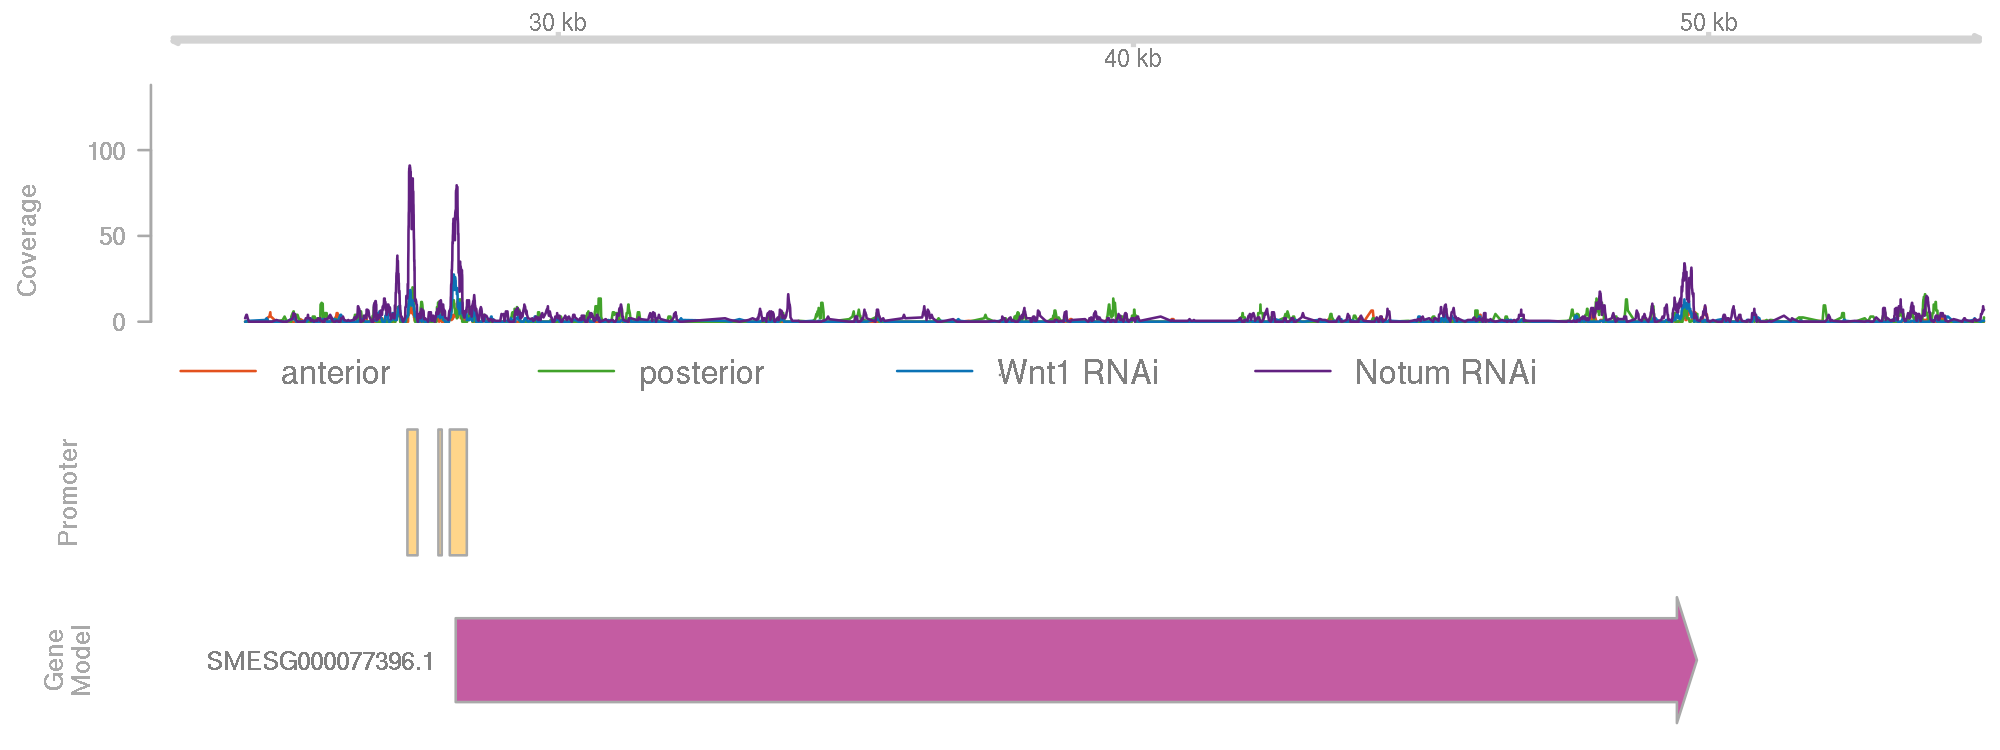 30 kb
50 kb
40 kb
Coverage
100
50
0
anterior posterior Wnt1 RNAi Notum RNAi
Promoter
Gene
Model
SMESG000077396.1